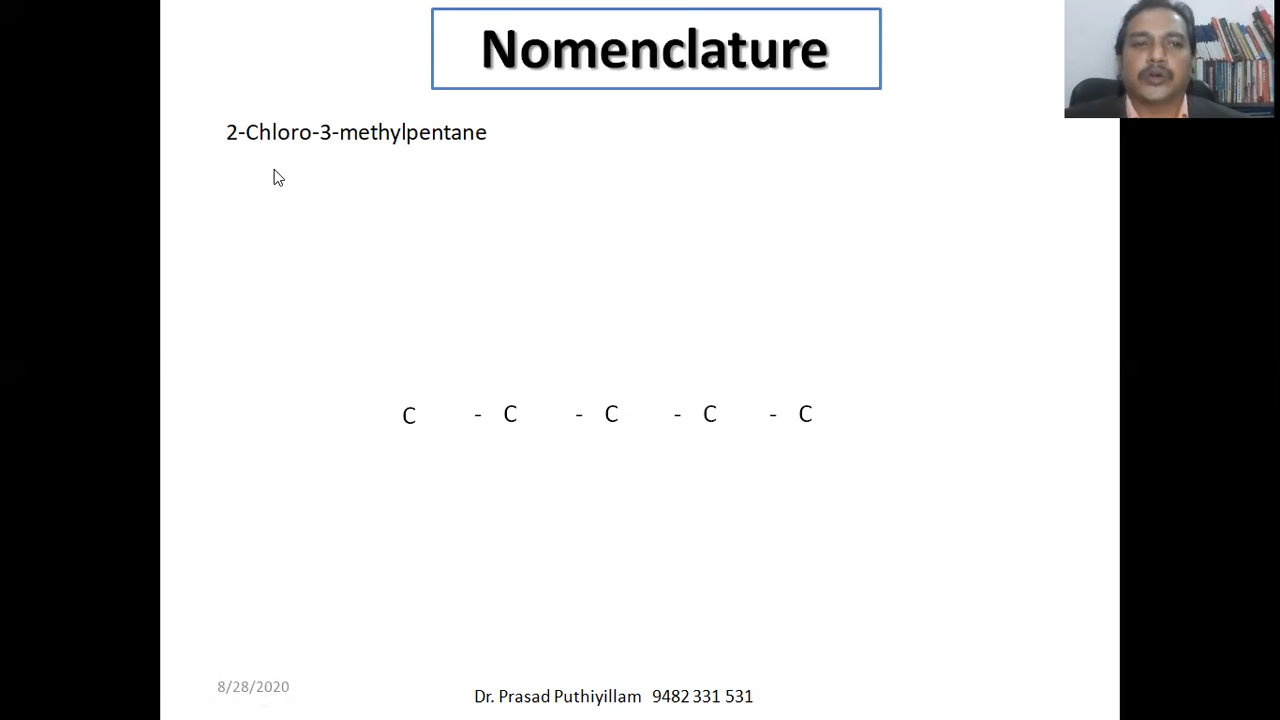 Nomenclature
2-Chloro-3-methylpentane
C - C - C - C - C
8/28/2020
Dr. Prasad Puthiyillam 9482 331 531